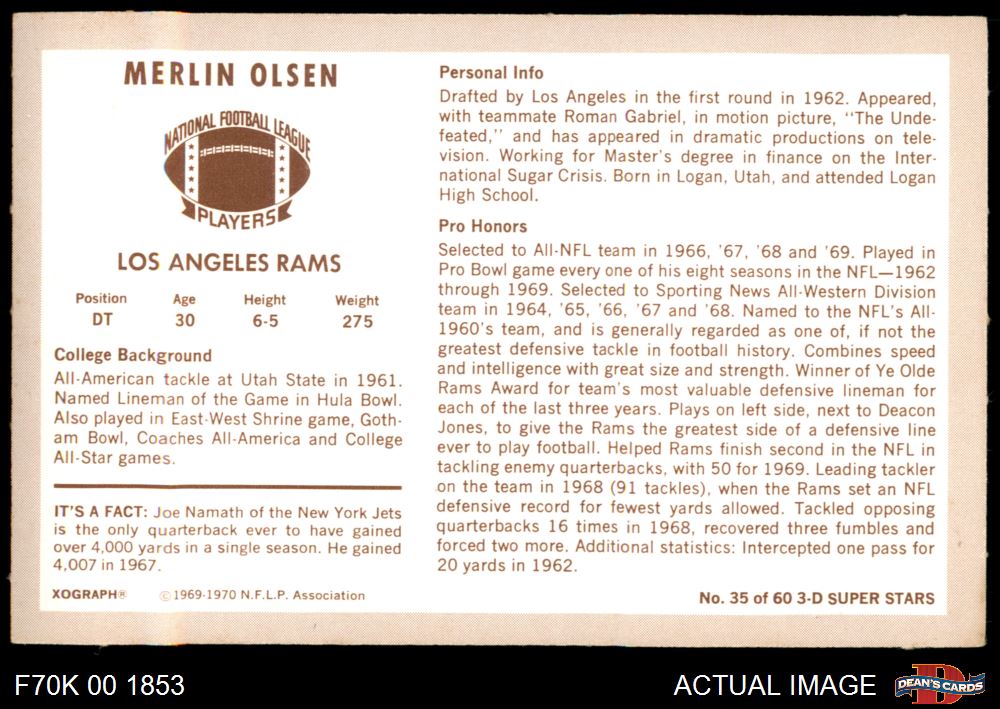 MERLIN OLSEN
NATIONAL FOOTBALL LEAGUE
PLAYERS
LOS ANGELES RAMS
Position Age Height Weight
DT 30 6-5 275
College Background
All-American tackle at Utah State in 1961.
Named Lineman of the Game in Hula Bowl.
Also played in East-West Shrine game, Goth-
am Bowl, Coaches All-America and College
All-Star games.
IT'S A FACT: Joe Namath of the New York Jets
is the only quarterback ever to have gained
over 4,000 yards in a single season. He gained
4,007 in 1967.
XOGRAPH® ©1969-1970 N.F.L.P. Association
Personal Info
Drafted by Los Angeles in the first round in 1962. Appeared,
with teammate Roman Gabriel, in motion picture, "The Unde-
feated," and has appeared in dramatic productions on tele-
vision. Working for Master's degree in finance on the Inter-
national Sugar Crisis. Born in Logan, Utah, and attended Logan
High School.
Pro Honors
Selected to All-NFL team in 1966, '67, '68 and '69. Played in
Pro Bowl game every one of his eight seasons in the NFL—1962
through 1969. Selected to Sporting News All-Western Division
team in 1964, '65, '66, '67 and '68. Named to the NFL's All-
1960's team, and is generally regarded as one of, if not the
greatest defensive tackle in football history. Combines speed
and intelligence with great size and strength. Winner of Ye Olde
Rams Award for team's most valuable defensive lineman for
each of the last three years. Plays on left side, next to Deacon
Jones, to give the Rams the greatest side of a defensive line
ever to play football. Helped Rams finish second in the NFL in
tackling enemy quarterbacks, with 50 for 1969. Leading tackler
on the team in 1968 (91 tackles), when the Rams set an NFL
defensive record for fewest yards allowed. Tackled opposing
quarterbacks 16 times in 1968, recovered three fumbles and
forced two more. Additional statistics: Intercepted one pass for
20 yards in 1962.
No. 35 of 60 3-D SUPER STARS
F70K 00 1853
ACTUAL IMAGE
D
DEAN'S CARDS